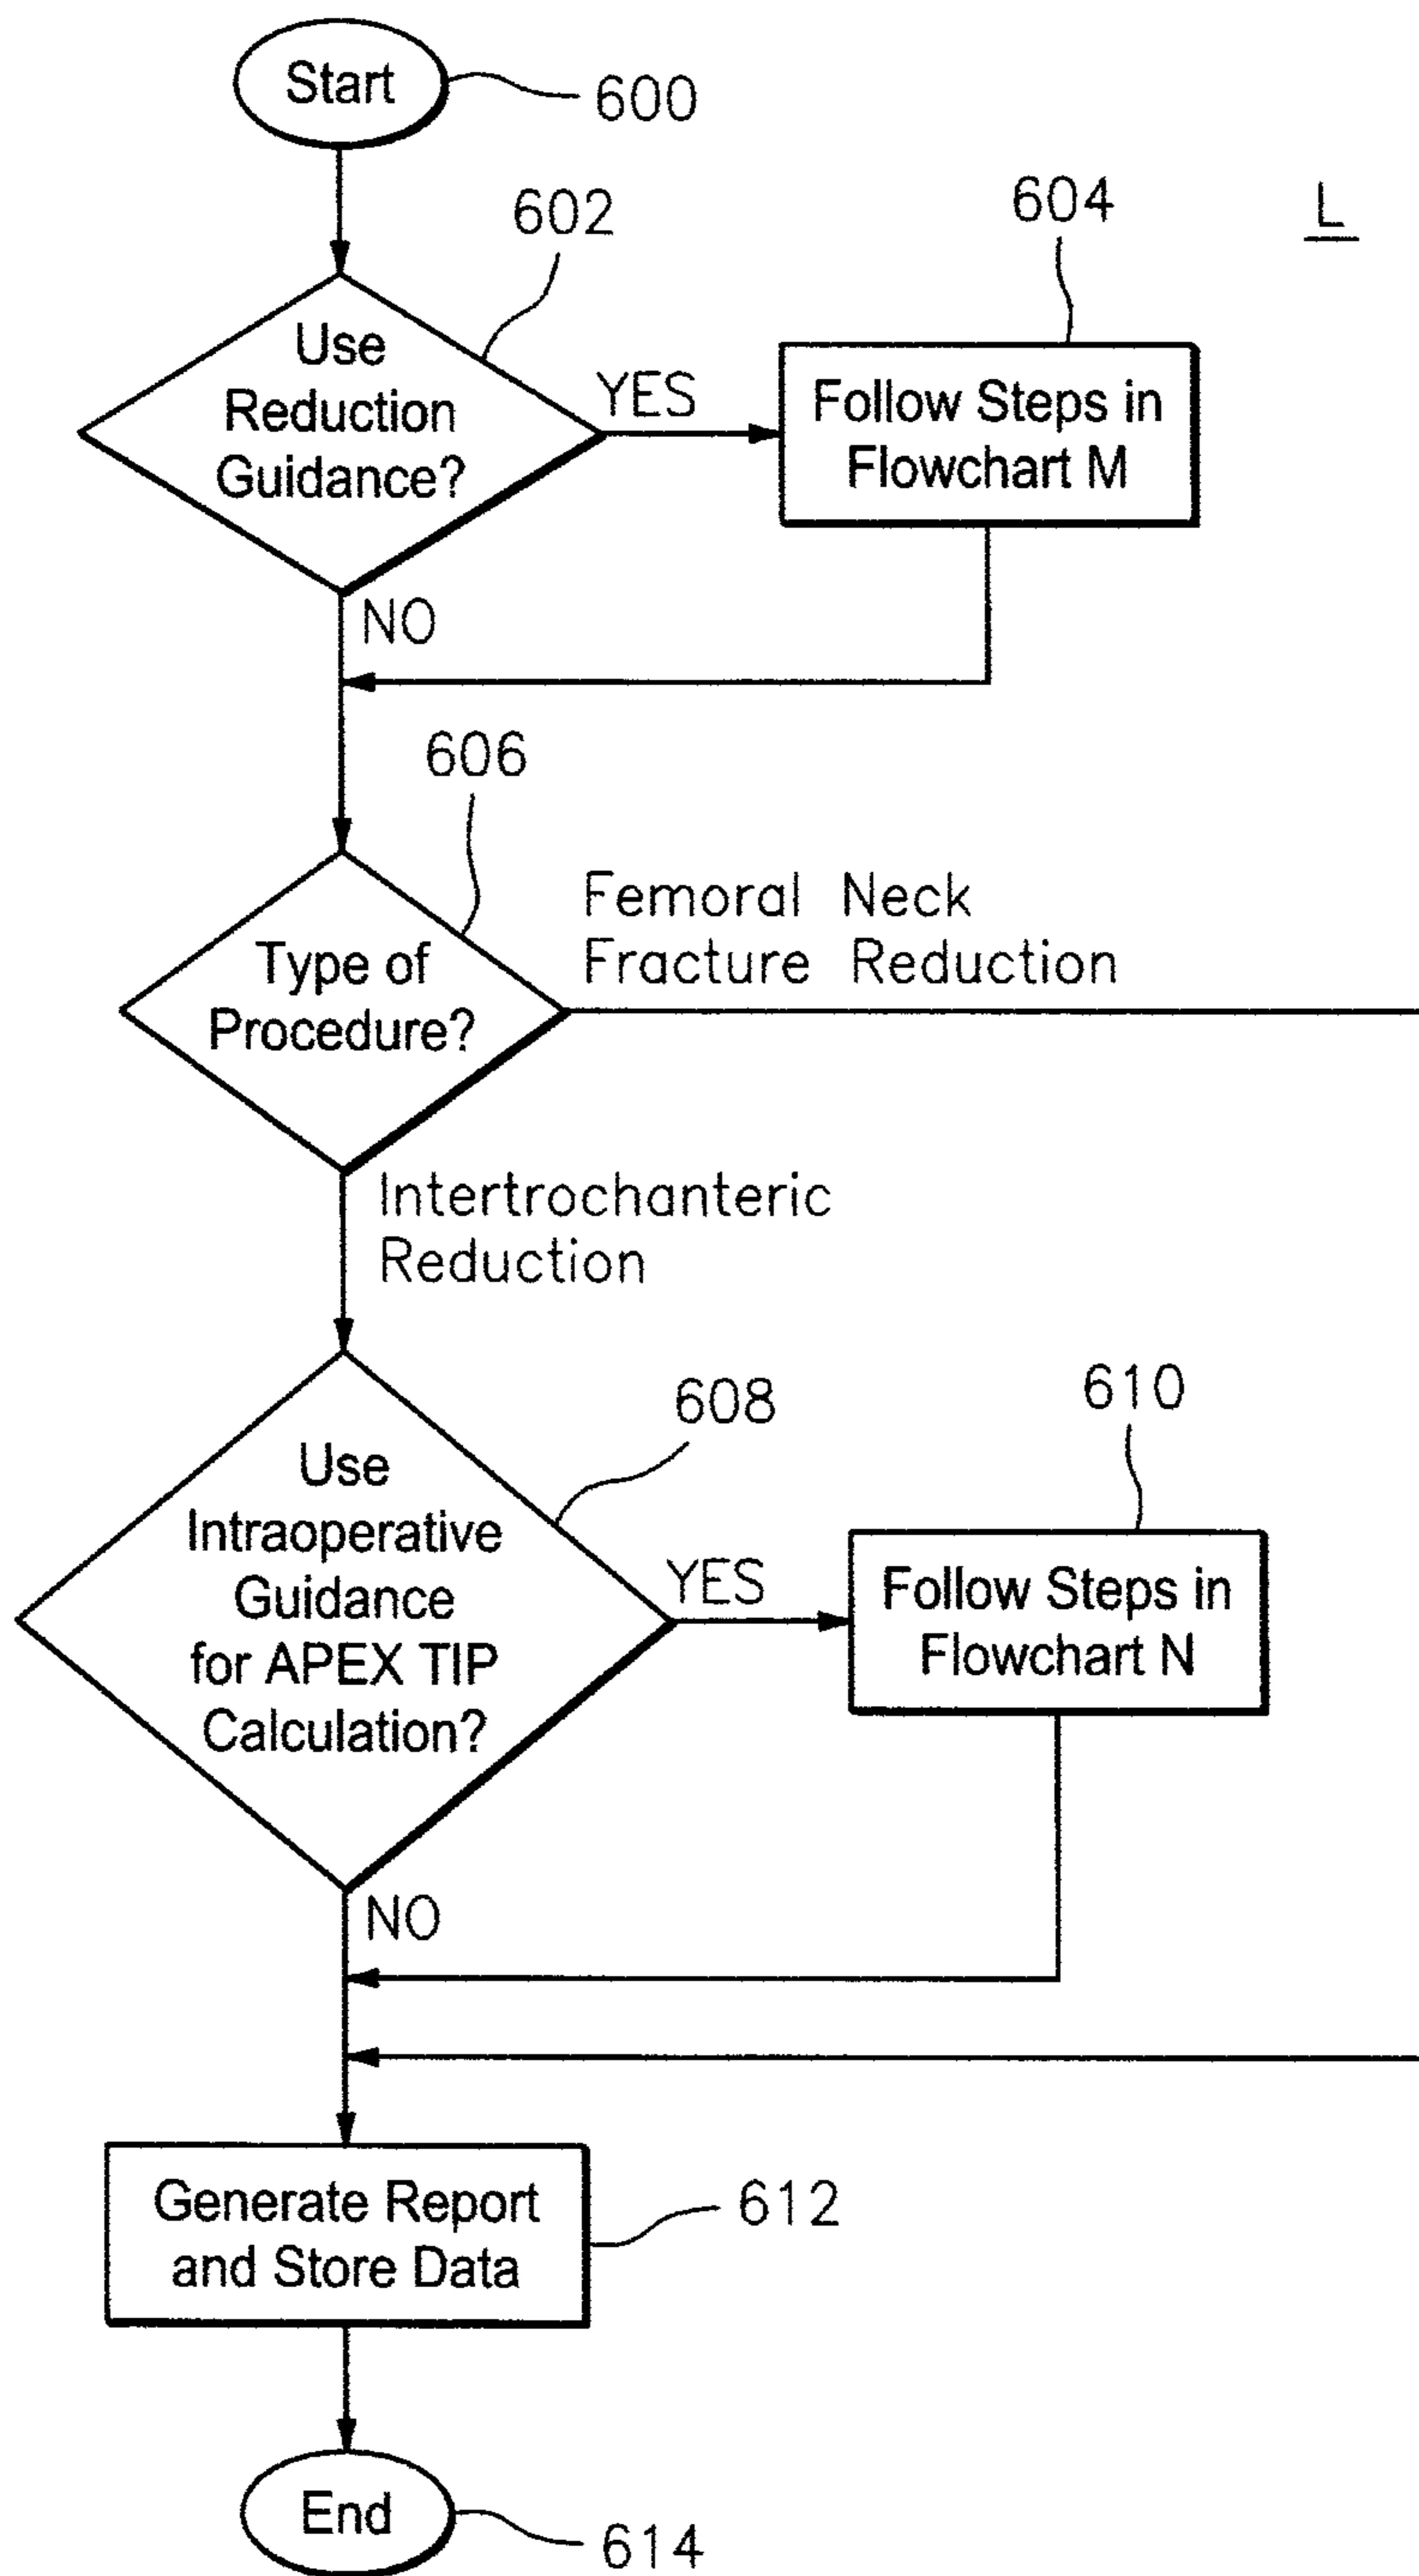 Start
600
L
602
604
Use
Reduction
Guidance?
YES
Follow Steps in
Flowchart M
NO
606
Type of
Procedure?
Femoral Neck
Fracture Reduction
Intertrochanteric
Reduction
608
610
Use
Intraoperative
Guidance
for APEX TIP
Calculation?
YES
Follow Steps in
Flowchart N
NO
Generate Report
and Store Data
612
End
614